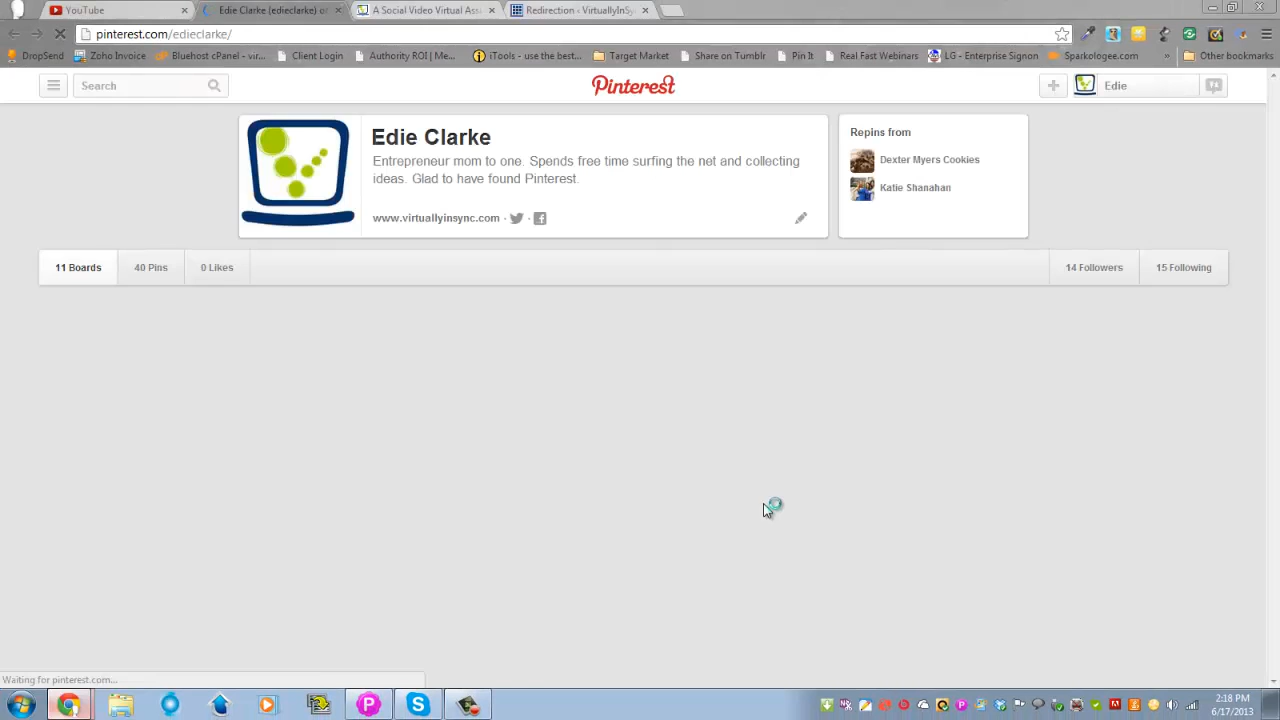 YouTube
Edie Clarke (edieclarke) o
A Social Video Virtual Ass
Redirection ‹ VirtuallyInSy
pinterest.com/edieclarke/
DropSend
Zoho Invoice
Bluehost cPanel - vir...
Client Login
Authority ROI | Me...
iTools - use the best...
Target Market
Share on Tumblr
Pin It
Real Fast Webinars
LG - Enterprise Signon
Sparkologee.com
»
Other bookmarks
Search
Pinterest
+
Edie
Edie Clarke
Entrepreneur mom to one. Spends free time surfing the net and collecting
ideas. Glad to have found Pinterest.
www.virtuallyinsync.com
Repins from
Dexter Myers Cookies
Katie Shanahan
11 Boards
40 Pins
0 Likes
14 Followers
15 Following
Waiting for pinterest.com...
2:18 PM
6/17/2013